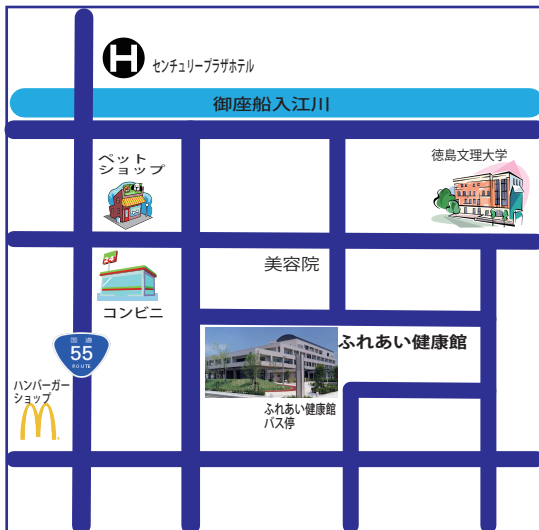 H
センチュリープラザホテル
御座船入江川
ペット
ショップ
徳島文理大学
美容院
コンビニ
国道
55
ROUTE
ふれあい健康館
ハンバーガー
ショップ
ふれあい健康館
バス停